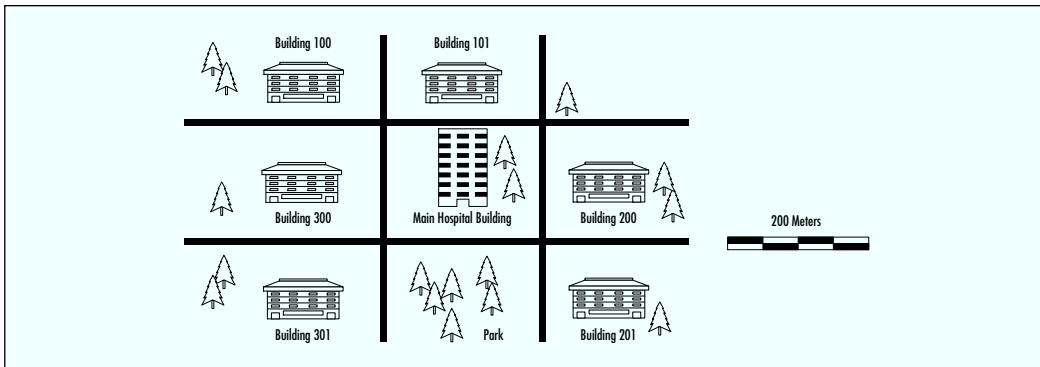 Building 100
Building 101
Building 300
Main Hospital Building
Building 200
200 Meters
Building 301
Park
Building 201